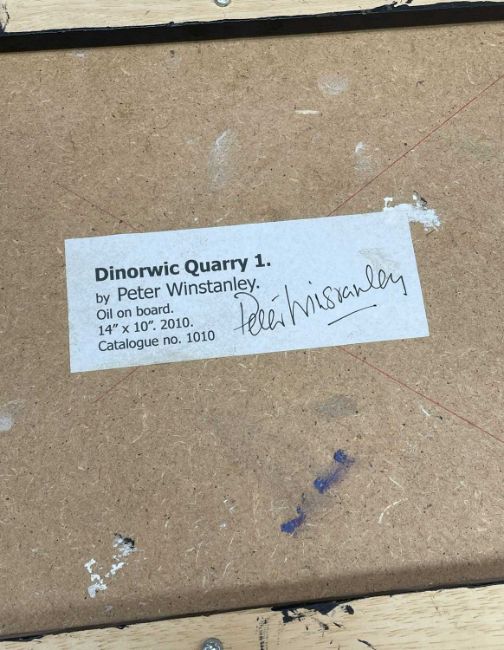 Dinorwic Quarry 1.
by Peter Winstanley.
Oil on board.
14" x 10". 2010.
Catalogue no. 1010
Peter Winstanley